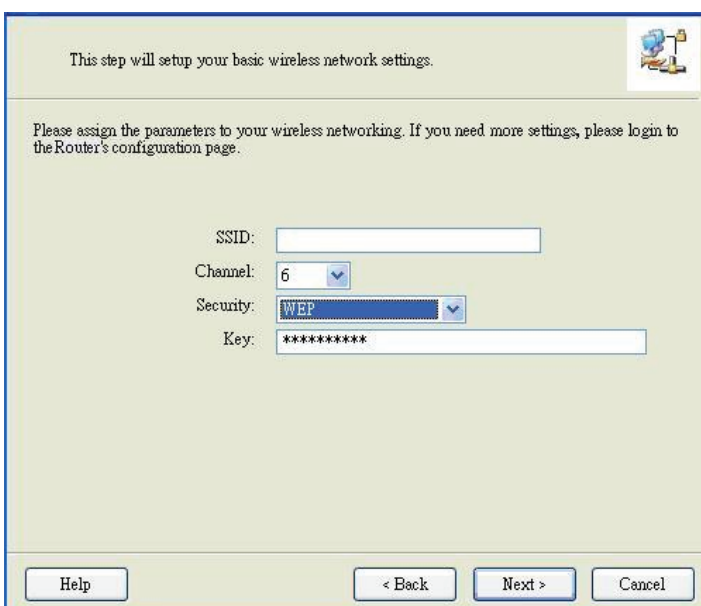 This step will setup your basic wireless network settings.
Please assign the parameters to your wireless networking. If you need more settings, please login to
the Router's configuration page.
SSID:
Channel: 6
Security: WEP
Key: **********
Help < Back Next > Cancel